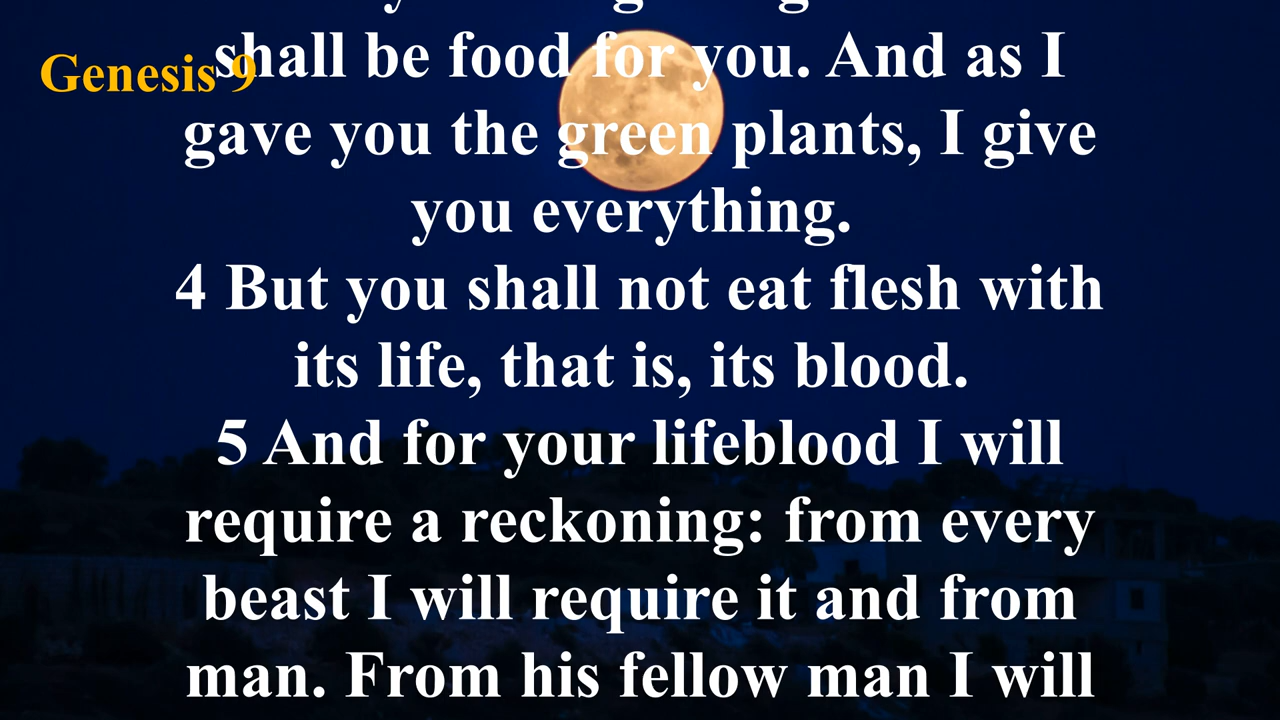 Genesis 9
shall be food for you. And as I
gave you the green plants, I give
you everything.
4 But you shall not eat flesh with
its life, that is, its blood.
5 And for your lifeblood I will
require a reckoning: from every
beast I will require it and from
man. From his fellow man I will